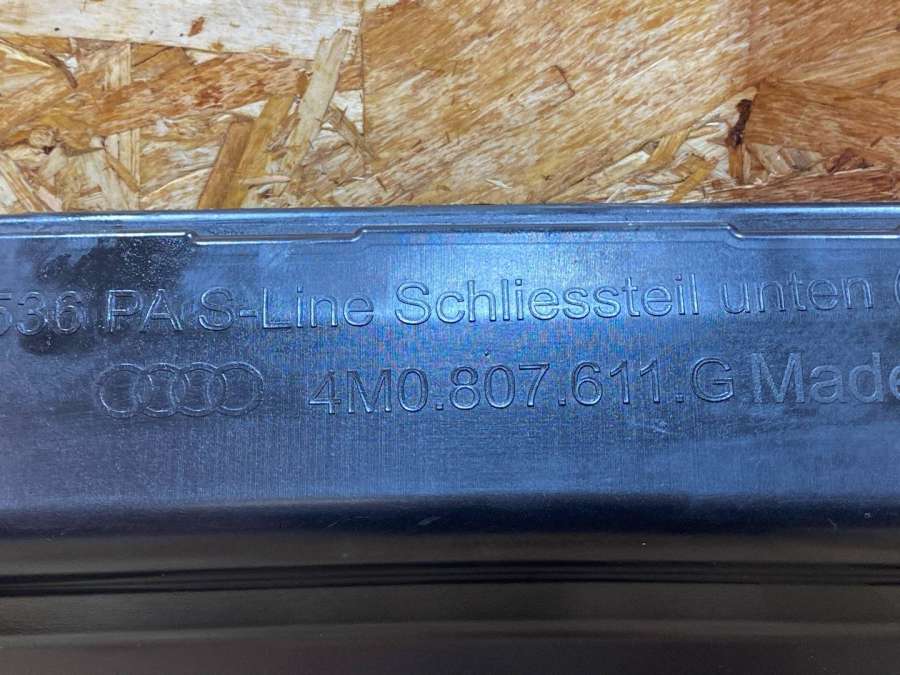 536 PA S-Line Schliessteil unten
4M0.807.611.G Made